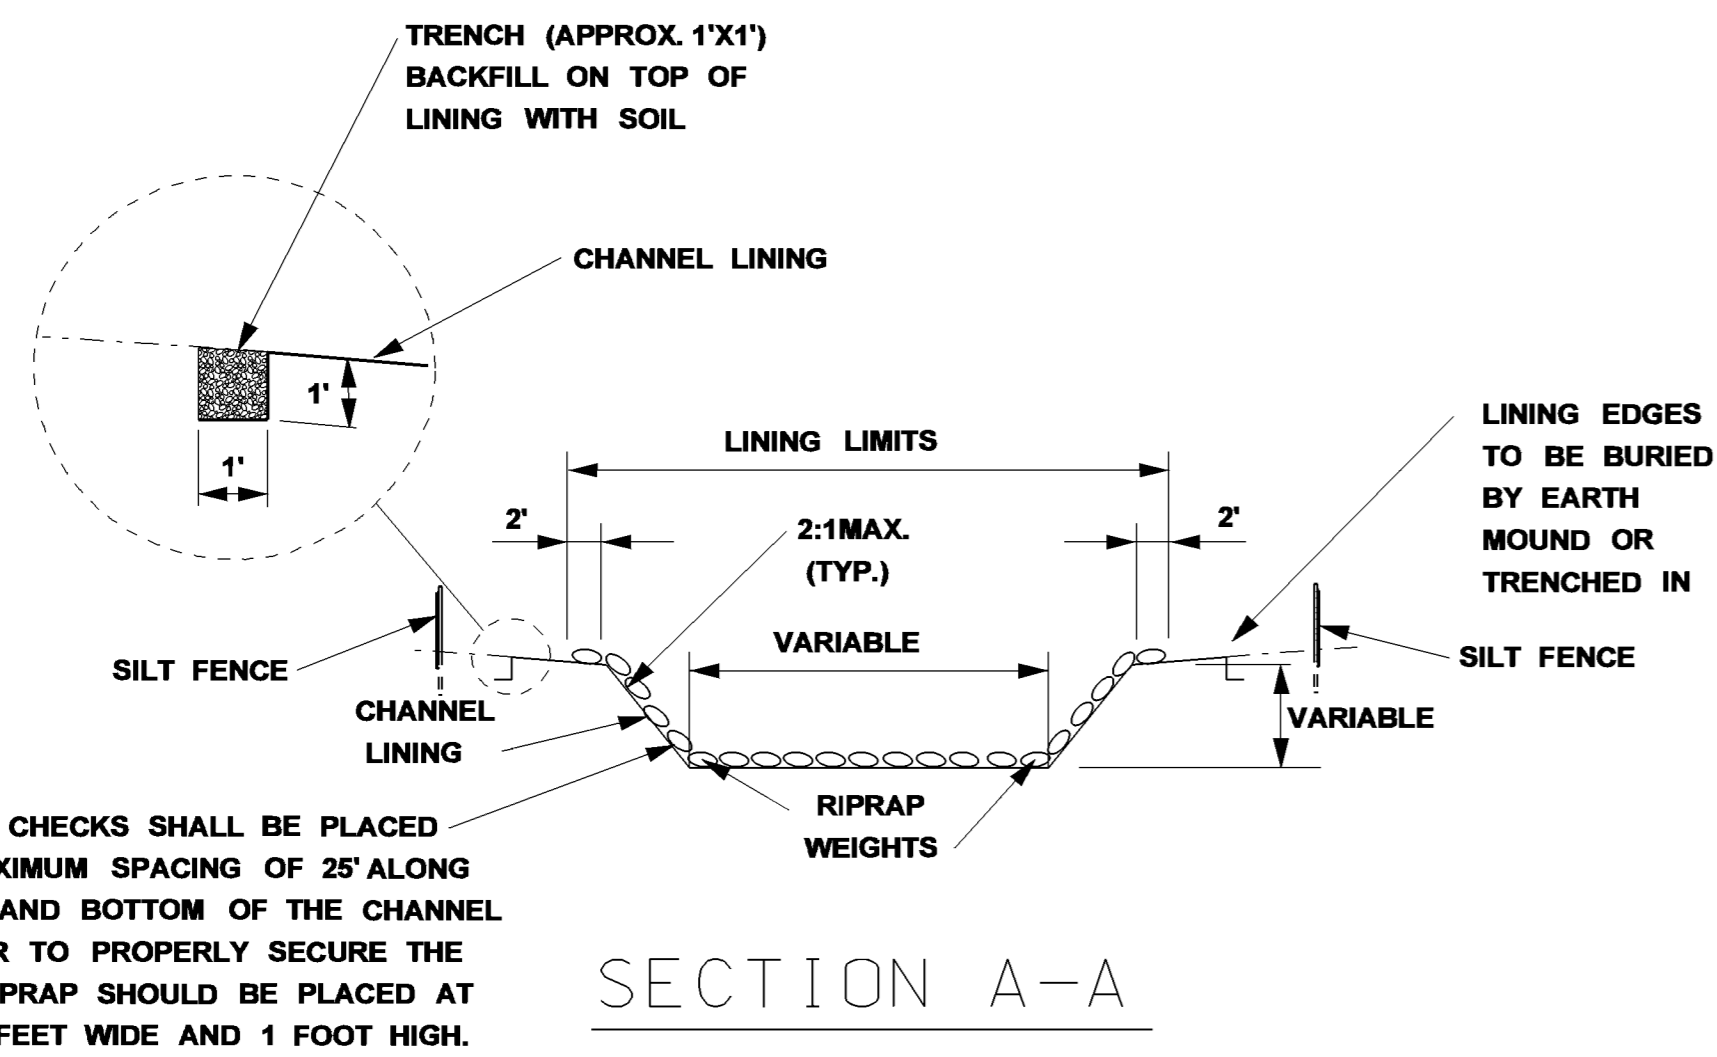 TRENCH (APPROX. 1'X1')
BACKFILL ON TOP OF
LINING WITH SOIL
CHANNEL LINING
1'
1'
LINING LIMITS
2'
2:1MAX.
(TYP.)
2'
LINING EDGES
TO BE BURIED
BY EARTH
MOUND OR
TRENCHED IN
SILT FENCE
VARIABLE
SILT FENCE
CHANNEL
LINING
VARIABLE
RIPRAP
WEIGHTS
CHECKS SHALL BE PLACED
XIMUM SPACING OF 25' ALONG
AND BOTTOM OF THE CHANNEL
R TO PROPERLY SECURE THE
PRAP SHOULD BE PLACED AT
FEET WIDE AND 1 FOOT HIGH.
SECTION A-A